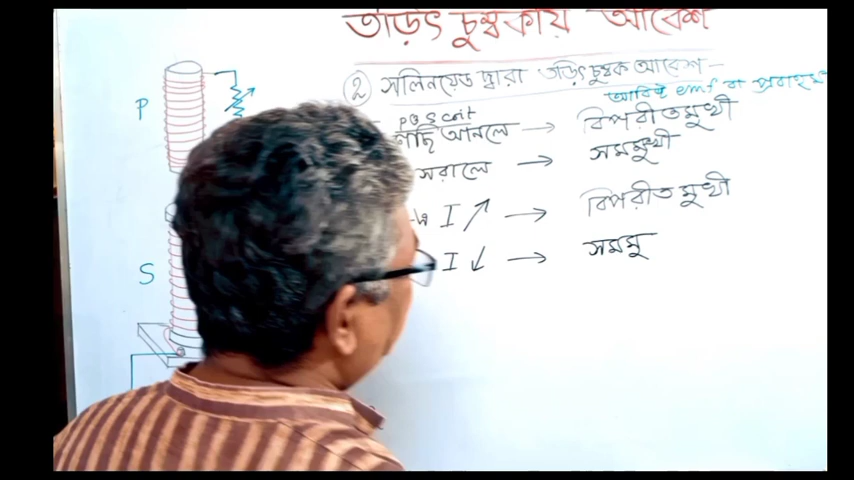 তড়িৎ চুম্বকীয় আবেশ
② সলিনয়েড দ্বারা তড়িৎ চুম্বক আবেশ -
আবিষ্ট emf বা প্রবাহ
P
P ও S coil
কাছে আনলে → বিপরীতমুখী
সরালে → সমমুখী
I ↗ → বিপরীত মুখী
S
I ↙ → সমমু